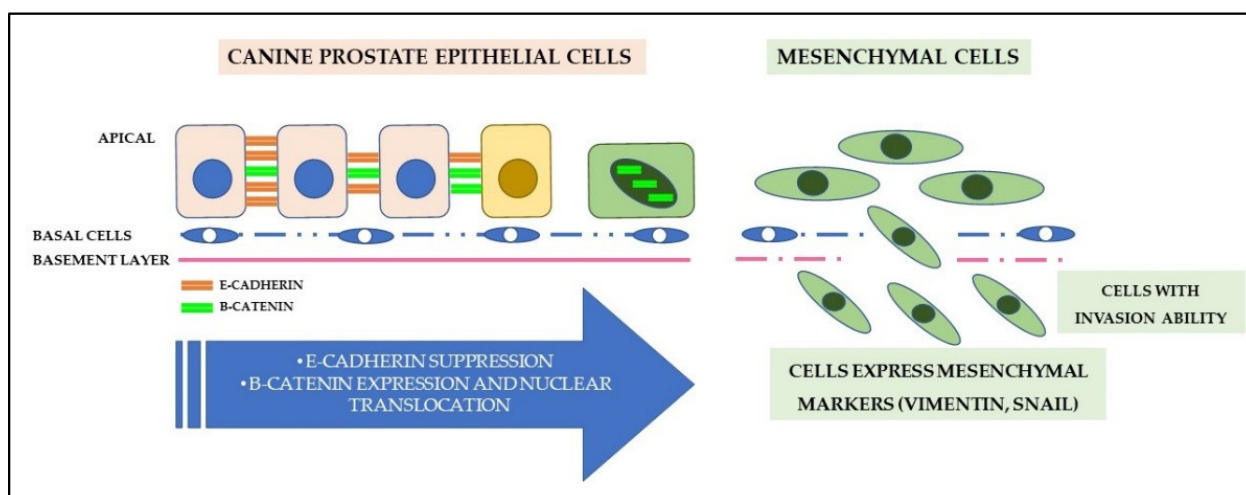 CANINE PROSTATE EPITHELIAL CELLS
MESENCHYMAL CELLS
APICAL
BASAL CELLS
BASEMENT LAYER
E-CADHERIN
B-CATENIN
•E-CADHERIN SUPPRESSION
•B-CATENIN EXPRESSION AND NUCLEAR
TRANSLOCATION
CELLS WITH
INVASION ABILITY
CELLS EXPRESS MESENCHYMAL
MARKERS (VIMENTIN, SNAIL)